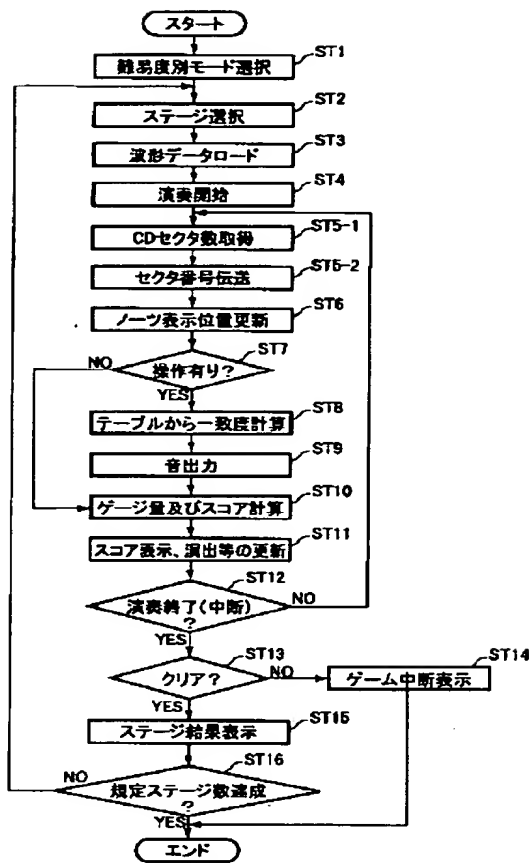 スタート
ST1
難易度別モード選択
ST2
ステージ選択
ST3
波形データロード
ST4
演奏開始
ST5-1
CDセクタ数取得
ST5-2
セクタ番号伝送
ST6
ノーツ表示位置更新
ST7
NO
操作有り?
YES
ST8
テーブルから一致度計算
ST9
音出力
ST10
ゲージ量及びスコア計算
ST11
スコア表示、演出等の更新
ST12
演奏終了(中断)
?
NO
YES
ST13
クリア?
NO
ST14
ゲーム中断表示
YES
ST15
ステージ結果表示
ST16
NO
規定ステージ数達成
?
YES
エンド